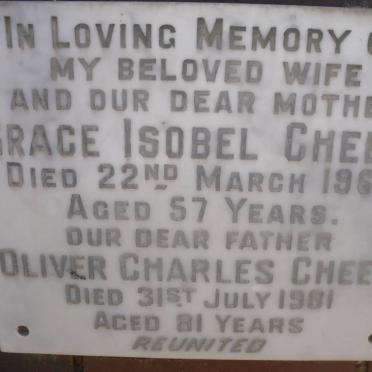 IN LOVING MEMORY O
MY BELOVED WIFE
AND OUR DEAR MOTHE
GRACE ISOBEL CHEE
DIED 22ND MARCH 196
AGED 57 YEARS.
OUR DEAR FATHER
OLIVER CHARLES CHEE
DIED 31ST JULY 1981
AGED 81 YEARS
REUNITED